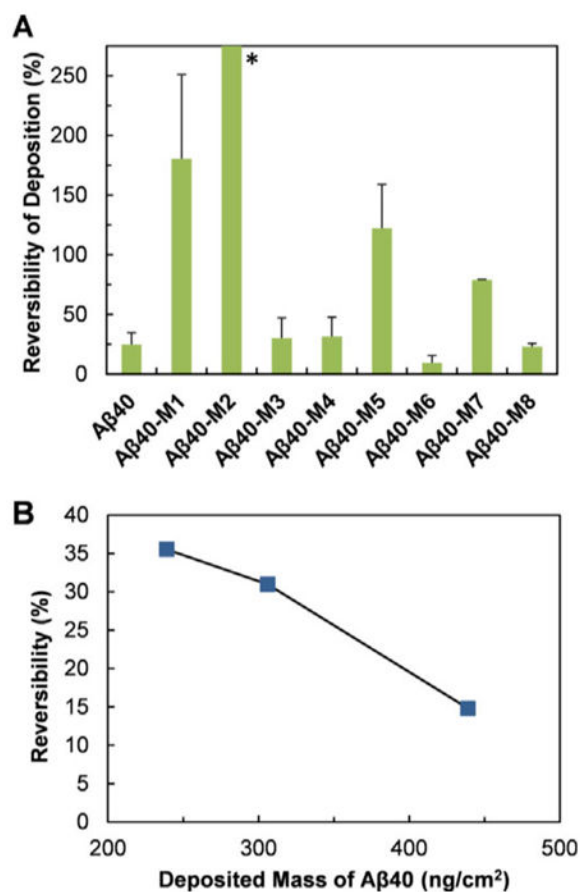 A
Reversibility of Deposition (%)
250
200
150
100
50
0
*
Aβ40
Aβ40-M1
Aβ40-M2
Aβ40-M3
Aβ40-M4
Aβ40-M5
Aβ40-M6
Aβ40-M7
Aβ40-M8
B
Reversibility (%)
40
35
30
25
20
15
10
5
0
200 300 400 500
Deposited Mass of Aβ40 (ng/cm²)